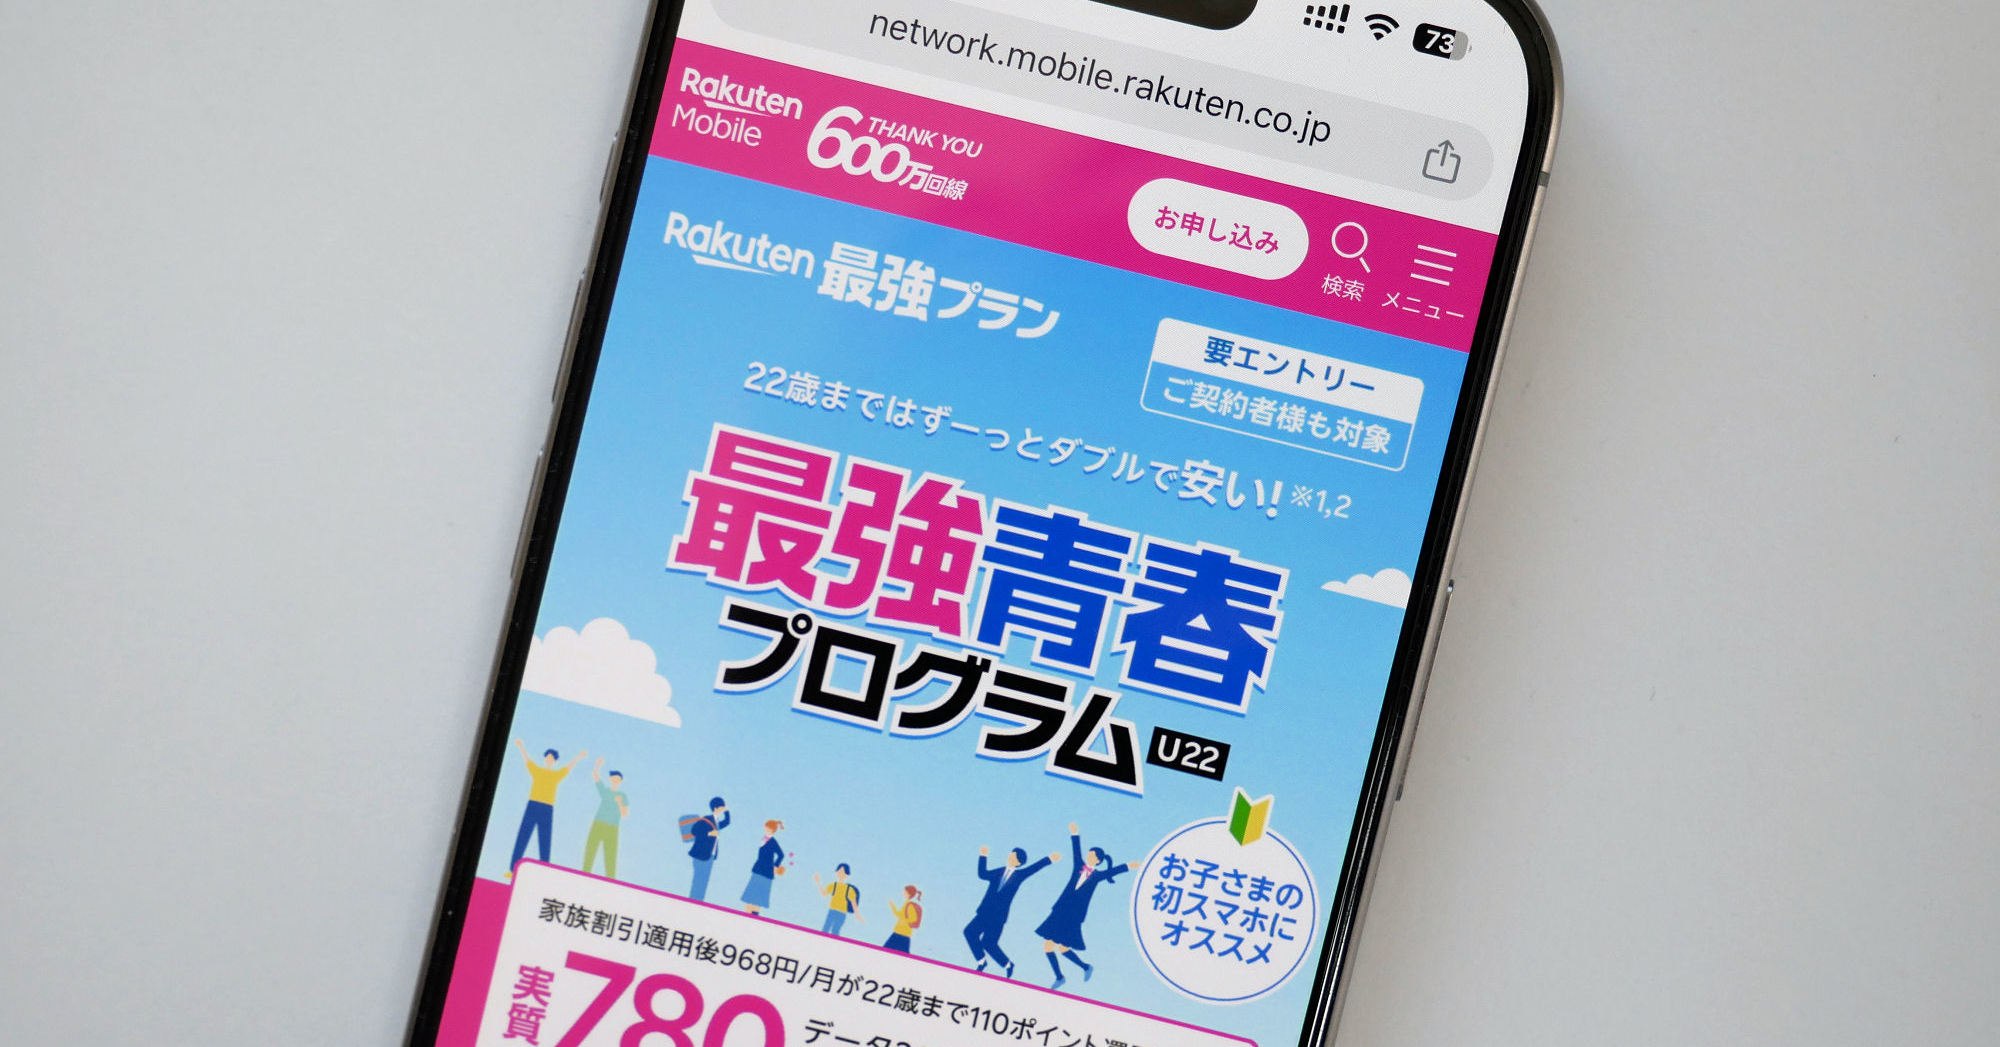 73
network.mobile.rakuten.co.jp
Rakuten
Mobile
THANK YOU
600万回線
お申し込み
検索
メニュー
Rakuten 最強プラン
要エントリー
ご契約者様も対象
22歳まではずーっとダブルで安い!※1,2
最強青春
プログラム U22
お子さまの
初スマホに
オススメ
家族割引適用後968円/月が22歳まで110ポイント
実質
780
データ